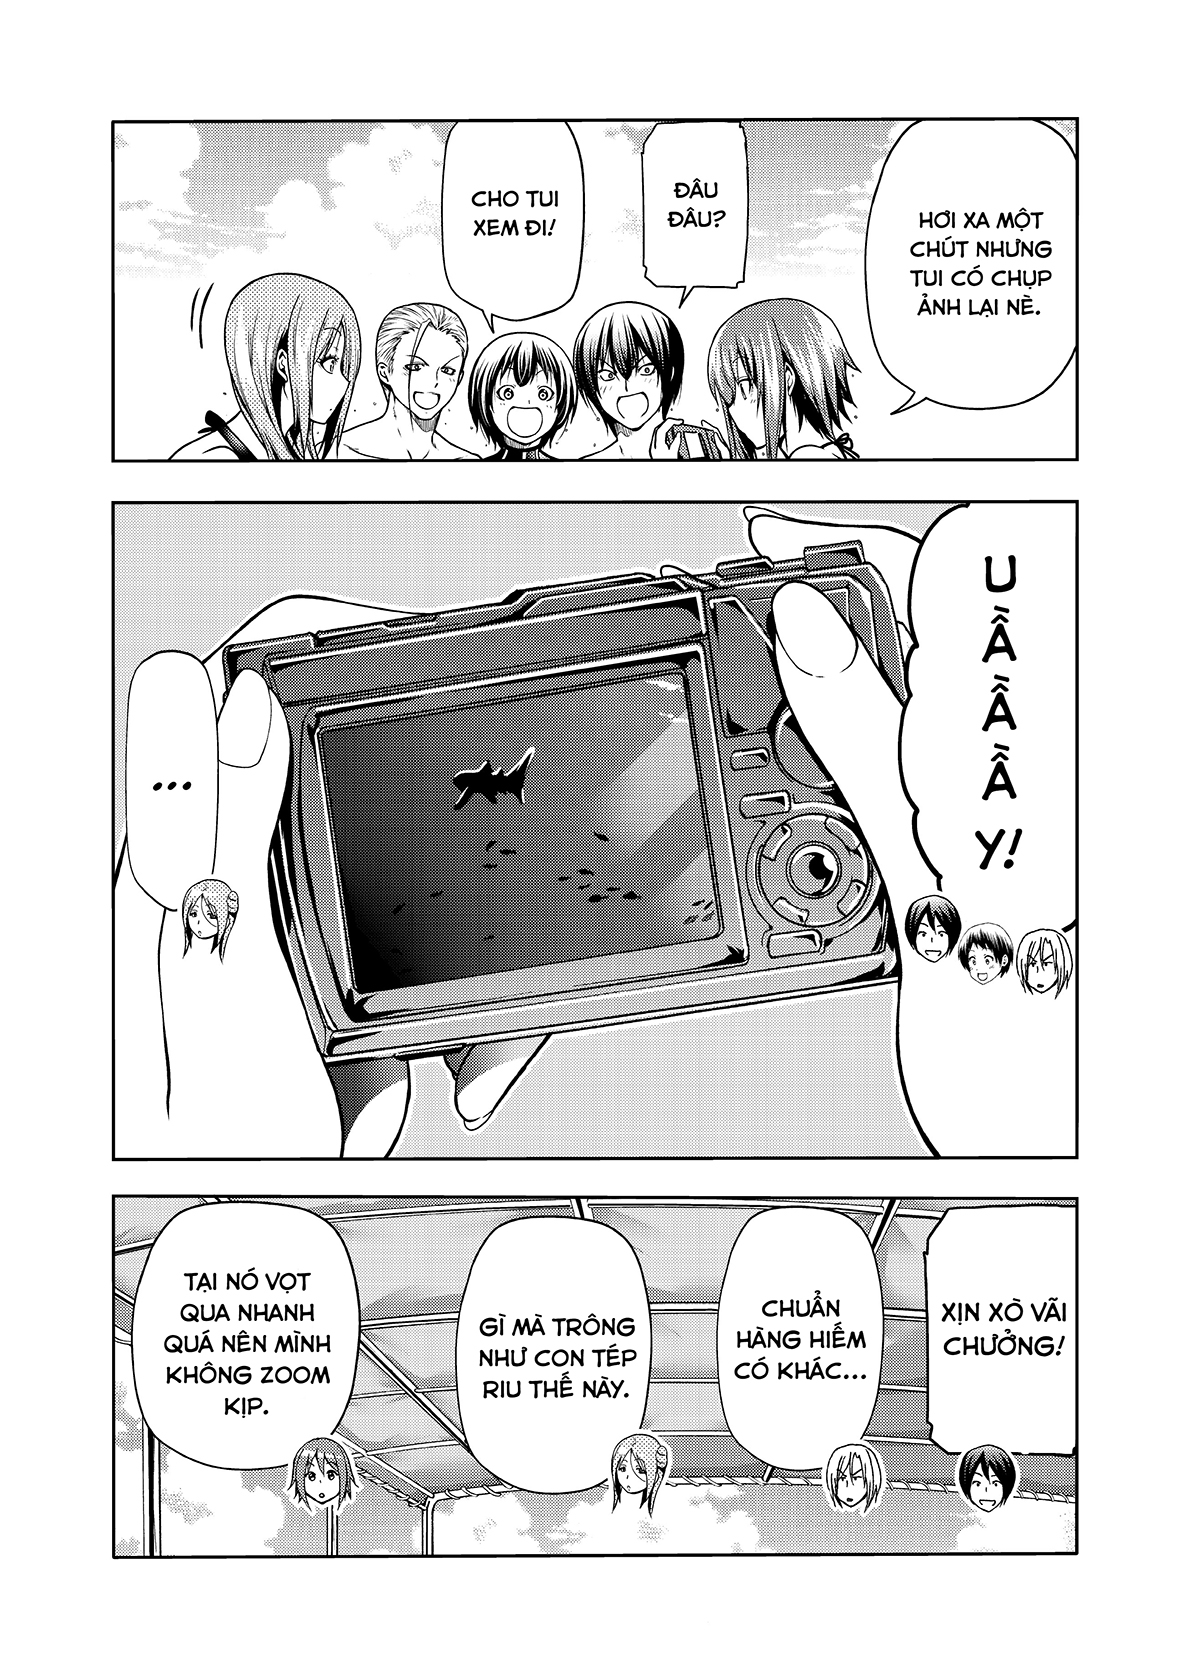 HƠI XA MỘT
CHÚT NHƯNG
TUI CÓ CHỤP
ẢNH LẠI NÈ.
ĐÂU
ĐÂU?
CHO TUI
XEM ĐI!
U
Ầ
Ầ
Ầ
Y!
...
XỊN XÒ VÃI
CHƯỞNG!
CHUẨN
HÀNG HIẾM
CÓ KHÁC...
GÌ MÀ TRÔNG
NHƯ CON TÉP
RIU THẾ NÀY.
TẠI NÓ VỌT
QUA NHANH
QUÁ NÊN MÌNH
KHÔNG ZOOM
KỊP.